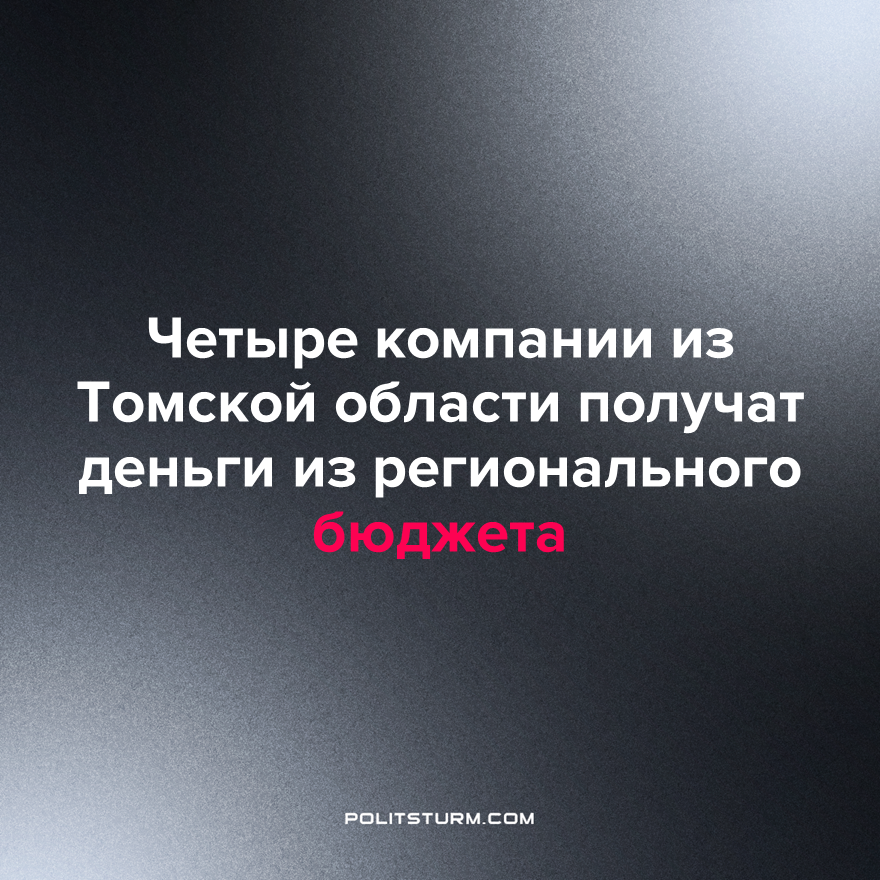 Четыре компании из
Томской области получат
деньги из регионального
бюджета
POLITSTURM.COM